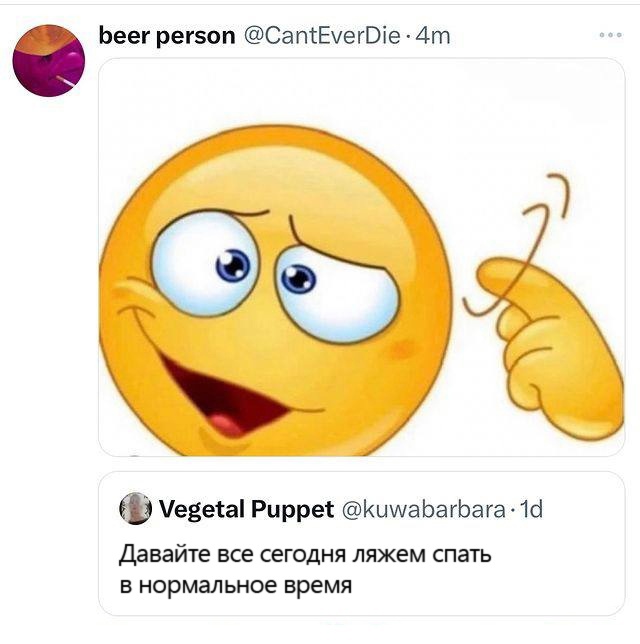 beer person @CantEverDie · 4m
Vegetal Puppet @kuwabarbara · 1d
Давайте все сегодня ляжем спать
в нормальное время